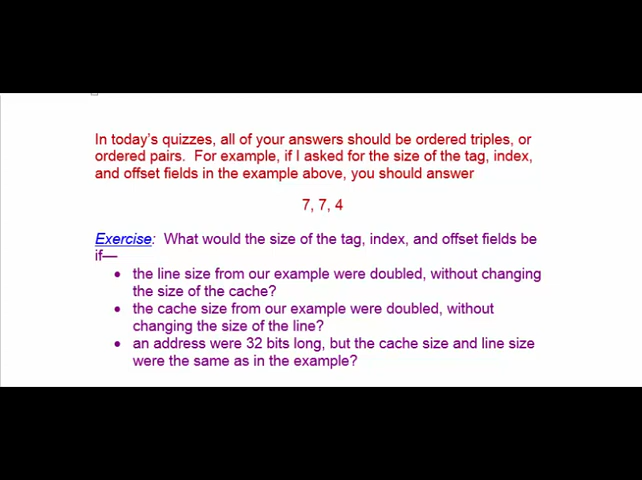 In today's quizzes, all of your answers should be ordered triples, or
ordered pairs.  For example, if I asked for the size of the tag, index,
and offset fields in the example above, you should answer
7, 7, 4
Exercise:  What would the size of the tag, index, and offset fields be
if—
• the line size from our example were doubled, without changing
the size of the cache?
• the cache size from our example were doubled, without
changing the size of the line?
• an address were 32 bits long, but the cache size and line size
were the same as in the example?